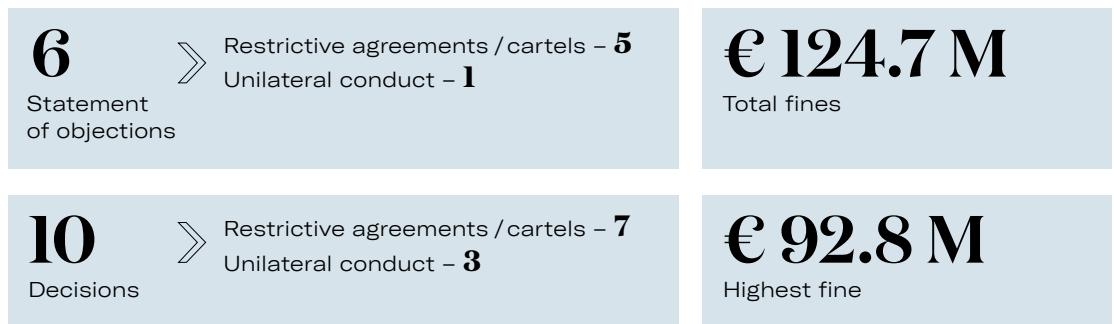 6
Statement
of objections
Restrictive agreements / cartels – 5
Unilateral conduct – 1
€ 124.7 M
Total fines
10
Decisions
Restrictive agreements / cartels – 7
Unilateral conduct – 3
€ 92.8 M
Highest fine